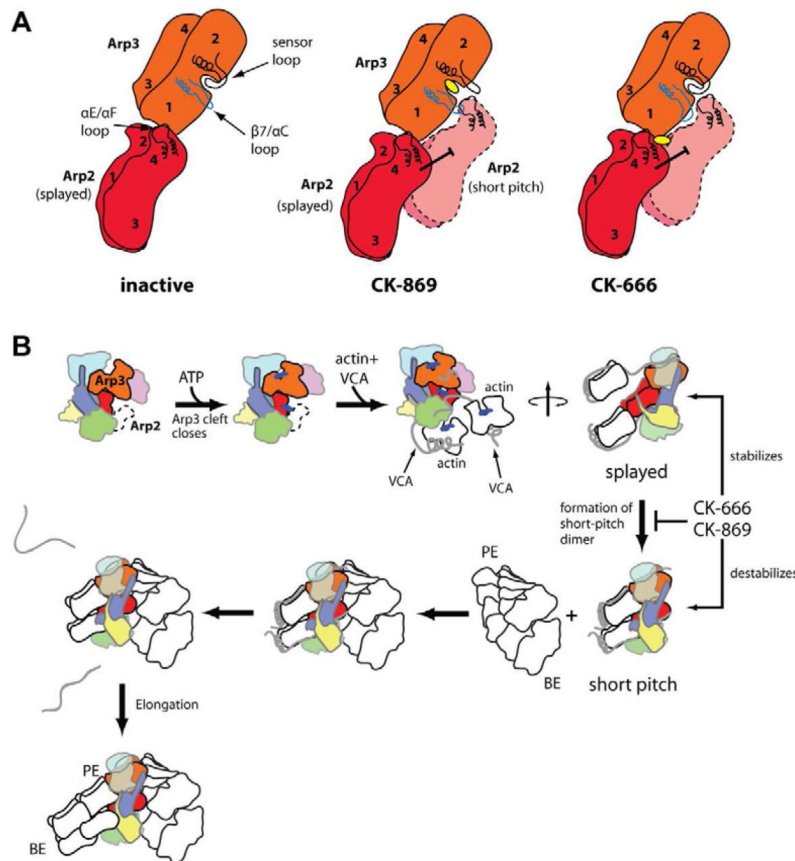 A
Arp3
4
2
sensor
loop
3
1
αE/αF
loop
β7/αC
loop
2
4
1
Arp2
(splayed)
3
inactive
Arp3
4
2
3
1
2
4
1
Arp2
(splayed)
Arp2
(short pitch)
3
CK-869
4
2
3
1
2
4
1
3
CK-666
B
Arp3
Arp2
ATP
Arp3 cleft
closes
actin+
VCA
actin
actin
VCA
VCA
splayed
stabilizes
formation of
short-pitch
dimer
CK-666
CK-869
destabilizes
PE
+
BE
short pitch
Elongation
PE
BE